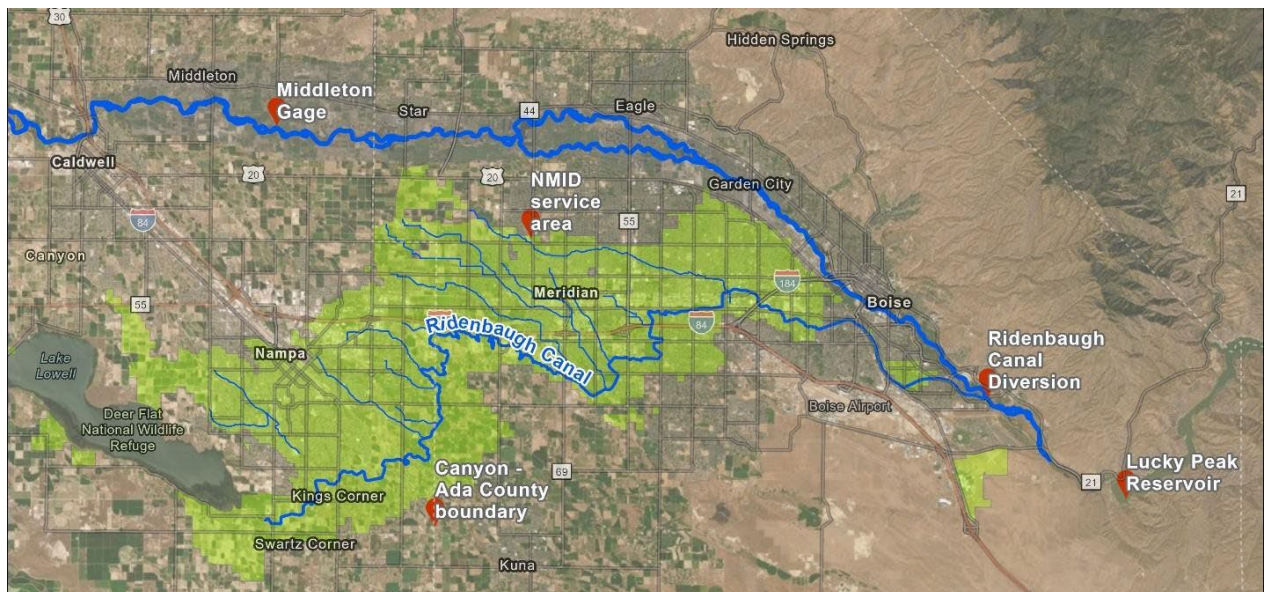 30
Hidden Springs
Middleton
Middleton
Gage
Star
44
Eagle
Caldwell
20
20
NMID
service
area
Garden City
21
84
55
Canyon
55
Meridian
184
Boise
84
Ridenbaugh Canal
Nampa
Ridenbaugh
Canal
Diversion
Lake
Lowell
Boise Airport
Deer Flat
National Wildlife
Refuge
Canyon -
Ada County
boundary
69
Lucky Peak
Reservoir
21
Kings Corner
Swartz Corner
Kuna